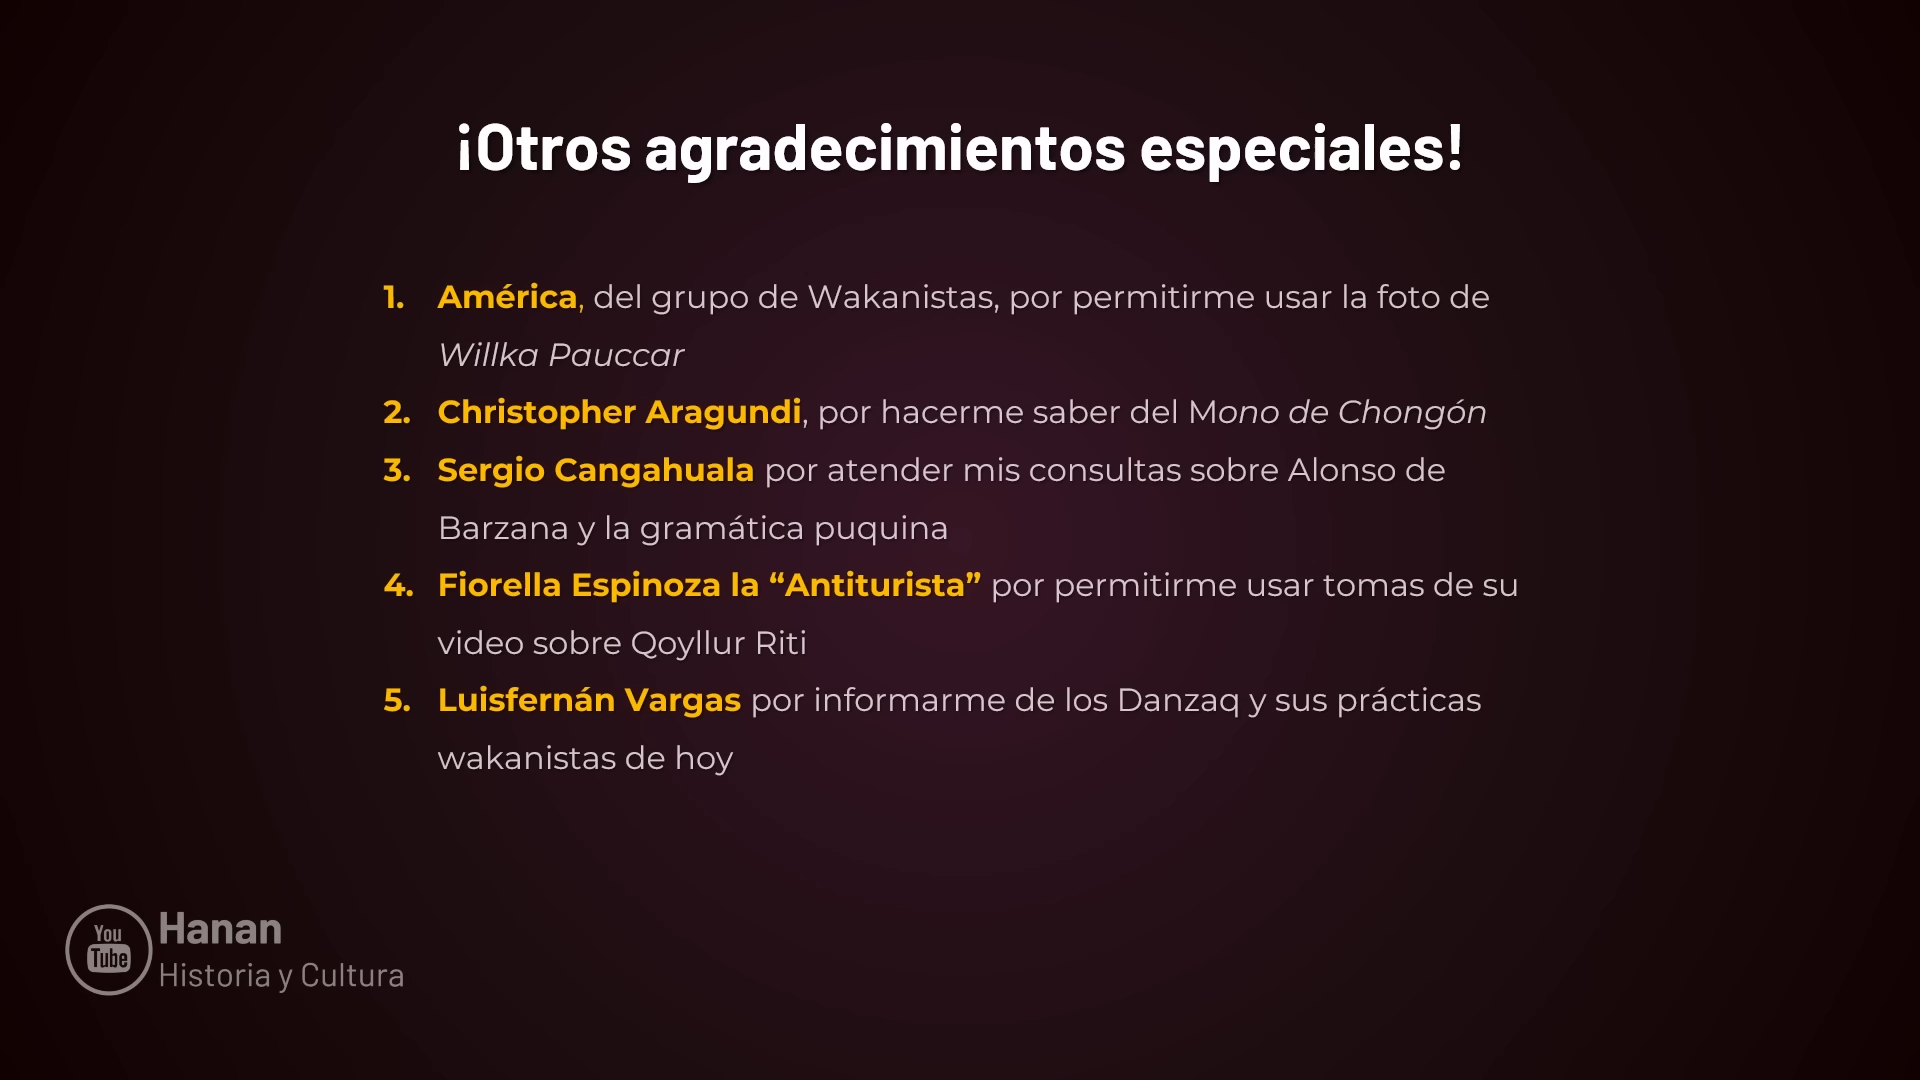 ¡Otros agradecimientos especiales!
1. América, del grupo de Wakanistas, por permitirme usar la foto de
Willka Pauccar
2. Christopher Aragundi, por hacerme saber del Mono de Chongón
3. Sergio Cangahuala por atender mis consultas sobre Alonso de
Barzana y la gramática puquina
4. Fiorella Espinoza la “Antiturista” por permitirme usar tomas de su
video sobre Qoyllur Riti
5. Luisfernán Vargas por informarme de los Danzaq y sus prácticas
wakanistas de hoy
You
Tube
Hanan
Historia y Cultura